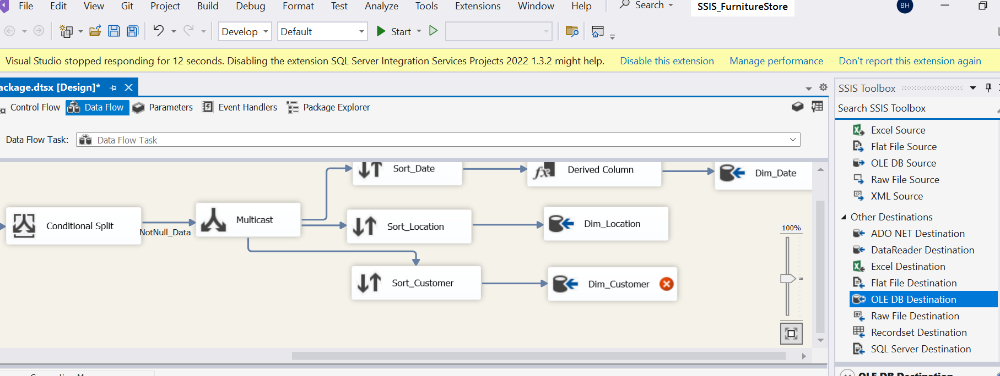 File Edit View Git Project Build Debug Format Test Analyze Tools Extensions Window Help Search SSIS_FurnitureStore BH
Develop Default Start
Visual Studio stopped responding for 12 seconds. Disabling the extension SQL Server Integration Services Projects 2022 1.3.2 might help. Disable this extension Manage performance Don't report this extension again
ackage.dtsx [Design]*
Control Flow Data Flow Parameters Event Handlers Package Explorer
Data Flow Task: Data Flow Task
Sort_Date fx Derived Column Dim_Date
Conditional Split NotNull_Data Multicast Sort_Location Dim_Location
Sort_Customer Dim_Customer
100%
SSIS Toolbox
Search SSIS Toolbox
Excel Source
Flat File Source
OLE DB Source
Raw File Source
XML Source
Other Destinations
ADO NET Destination
DataReader Destination
Excel Destination
Flat File Destination
OLE DB Destination
Raw File Destination
Recordset Destination
SQL Server Destination
OLE DB Destination